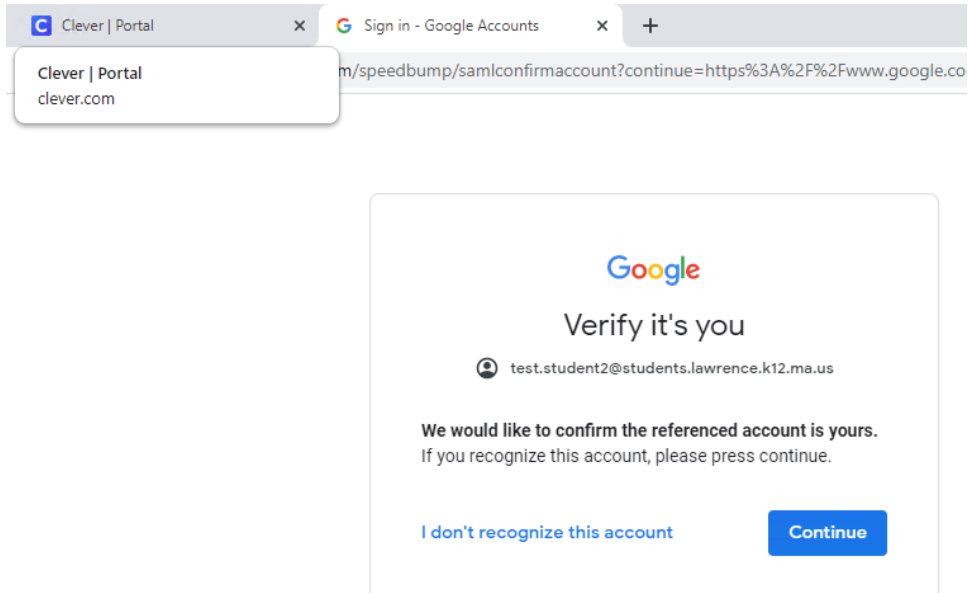 Clever | Portal
Sign in - Google Accounts
Clever | Portal
clever.com
m/speedbump/samlconfirmaccount?continue=https%3A%2F%2Fwww.google.co
Google
Verify it's you
test.student2@students.lawrence.k12.ma.us
We would like to confirm the referenced account is yours.
If you recognize this account, please press continue.
I don't recognize this account
Continue